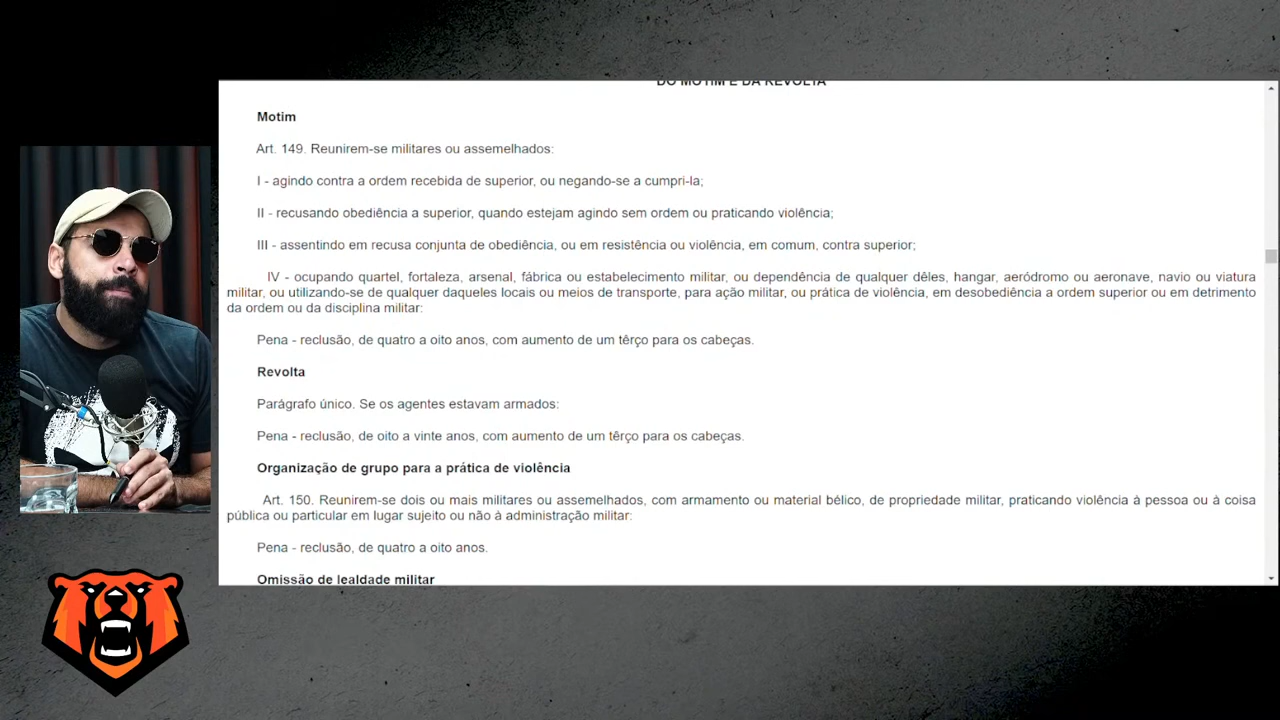 DO MOTIM E DA REVOLTA
Motim
Art. 149. Reunirem-se militares ou assemelhados:
I - agindo contra a ordem recebida de superior, ou negando-se a cumpri-la;
II - recusando obediência a superior, quando estejam agindo sem ordem ou praticando violência;
III - assentindo em recusa conjunta de obediência, ou em resistência ou violência, em comum, contra superior;
IV - ocupando quartel, fortaleza, arsenal, fábrica ou estabelecimento militar, ou dependência de qualquer dêles, hangar, aeródromo ou aeronave, navio ou viatura
militar, ou utilizando-se de qualquer daqueles locais ou meios de transporte, para ação militar, ou prática de violência, em desobediência a ordem superior ou em detrimento
da ordem ou da disciplina militar:
Pena - reclusão, de quatro a oito anos, com aumento de um têrço para os cabeças.
Revolta
Parágrafo único. Se os agentes estavam armados:
Pena - reclusão, de oito a vinte anos, com aumento de um têrço para os cabeças.
Organização de grupo para a prática de violência
Art. 150. Reunirem-se dois ou mais militares ou assemelhados, com armamento ou material bélico, de propriedade militar, praticando violência à pessoa ou à coisa
pública ou particular em lugar sujeito ou não à administração militar:
Pena - reclusão, de quatro a oito anos.
Omissão de lealdade militar